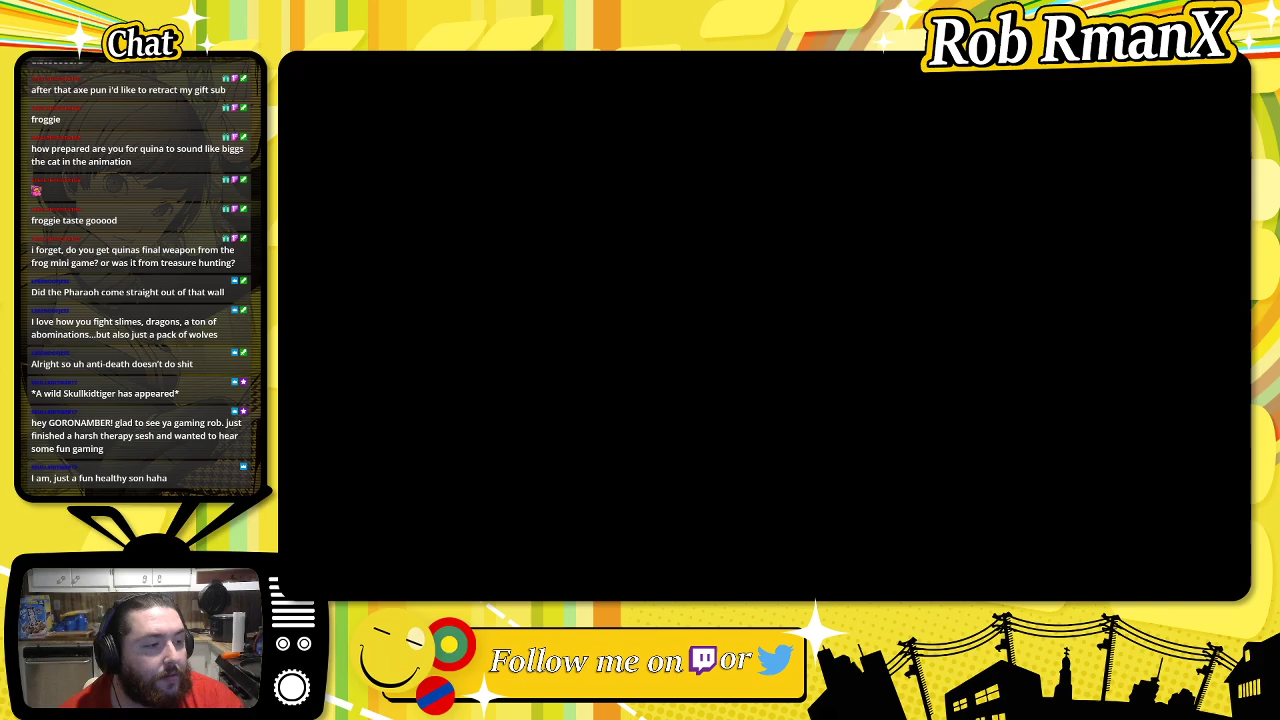 Chat
Rob RmanX
after that axe pun i'd like to retract my gift sub
froggie
how prepared are you for quina to sound like biggs
the cat in the animation
froggie taste gooood
i forget, do you get quinas final weapon from the
frog mini game? or was it from treasure hunting?
Did the Pharaoh come straight out of that wall
I love how you fight slimes, dragons, a ton of
abominations...but also just a pack of wolves
Alright so uh anti-death doesn't do shit
*A wild Skullkidtiger has appeared*
hey GORONAMBER! glad to see ya gaming rob. just
finished a harsh therapy sesh and wanted to hear
some fun gaming
I am, just a fun healthy son haha
Follow me on or